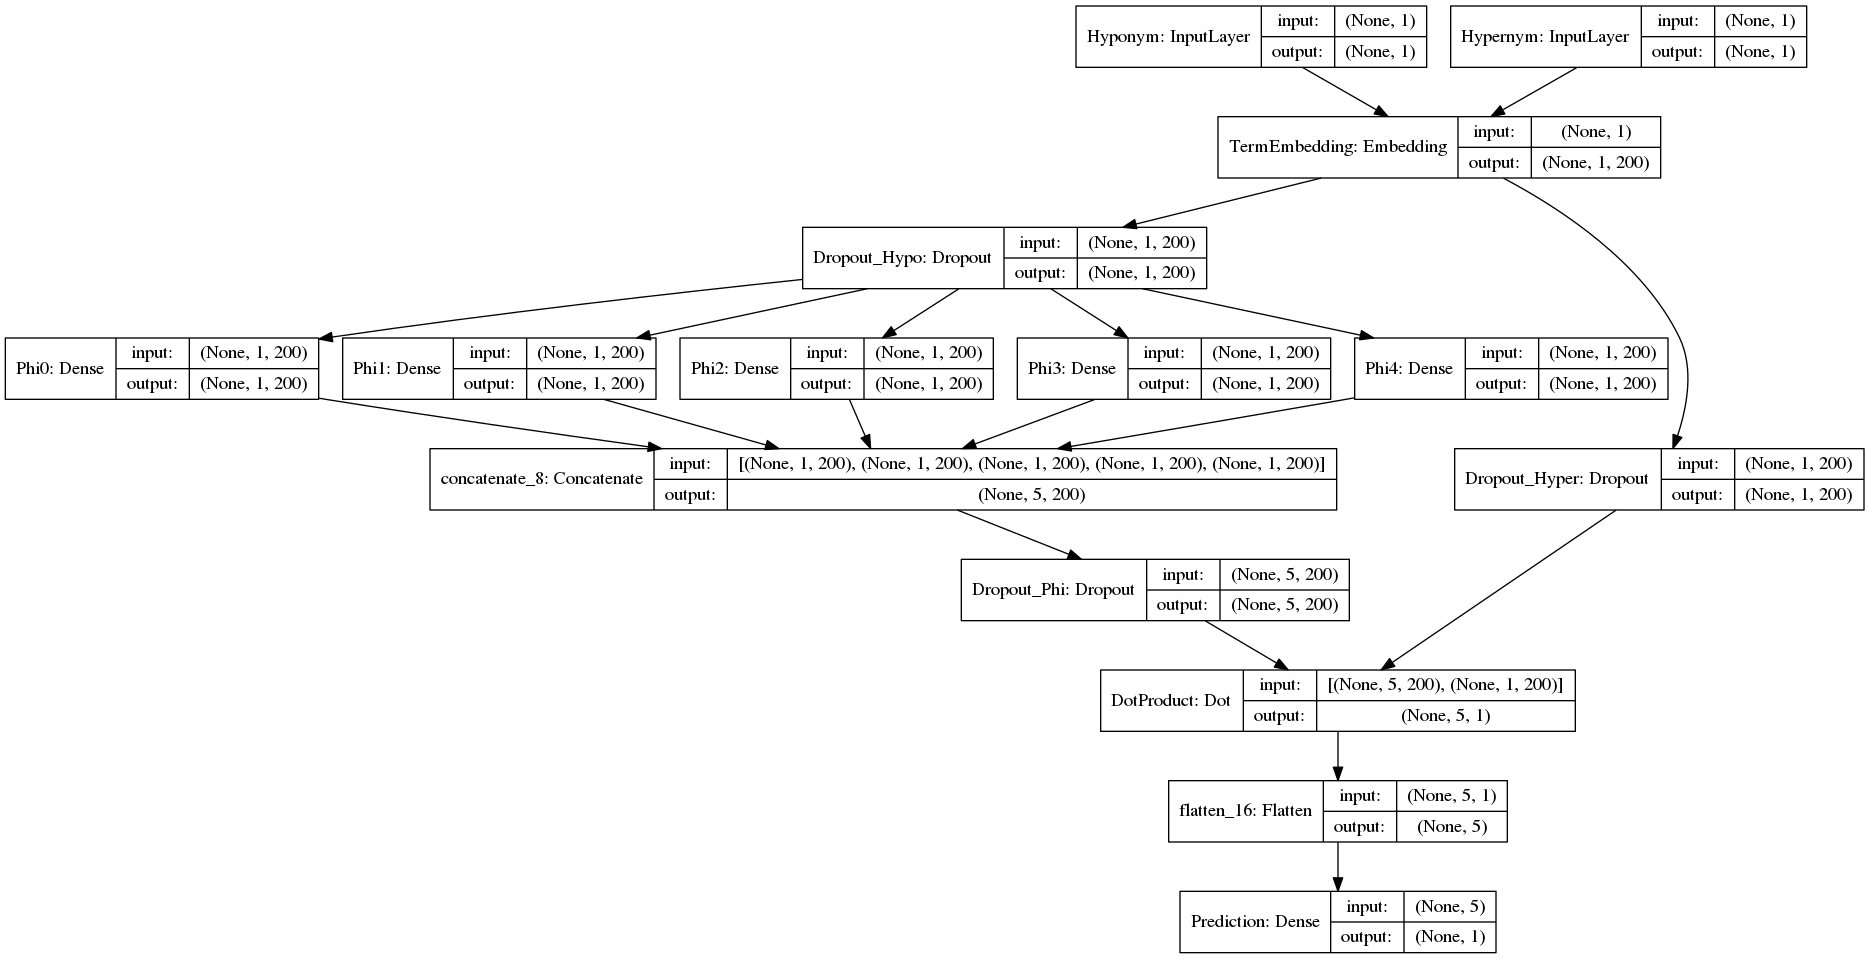 Hyponym: InputLayer
input: (None, 1)
output: (None, 1)
Hypernym: InputLayer
input: (None, 1)
output: (None, 1)
TermEmbedding: Embedding
input: (None, 1)
output: (None, 1, 200)
Dropout_Hypo: Dropout
input: (None, 1, 200)
output: (None, 1, 200)
Phi0: Dense
input: (None, 1, 200)
output: (None, 1, 200)
Phi1: Dense
input: (None, 1, 200)
output: (None, 1, 200)
Phi2: Dense
input: (None, 1, 200)
output: (None, 1, 200)
Phi3: Dense
input: (None, 1, 200)
output: (None, 1, 200)
Phi4: Dense
input: (None, 1, 200)
output: (None, 1, 200)
concatenate_8: Concatenate
input: [(None, 1, 200), (None, 1, 200), (None, 1, 200), (None, 1, 200), (None, 1, 200)]
output: (None, 5, 200)
Dropout_Hyper: Dropout
input: (None, 1, 200)
output: (None, 1, 200)
Dropout_Phi: Dropout
input: (None, 5, 200)
output: (None, 5, 200)
DotProduct: Dot
input: [(None, 5, 200), (None, 1, 200)]
output: (None, 5, 1)
flatten_16: Flatten
input: (None, 5, 1)
output: (None, 5)
Prediction: Dense
input: (None, 5)
output: (None, 1)